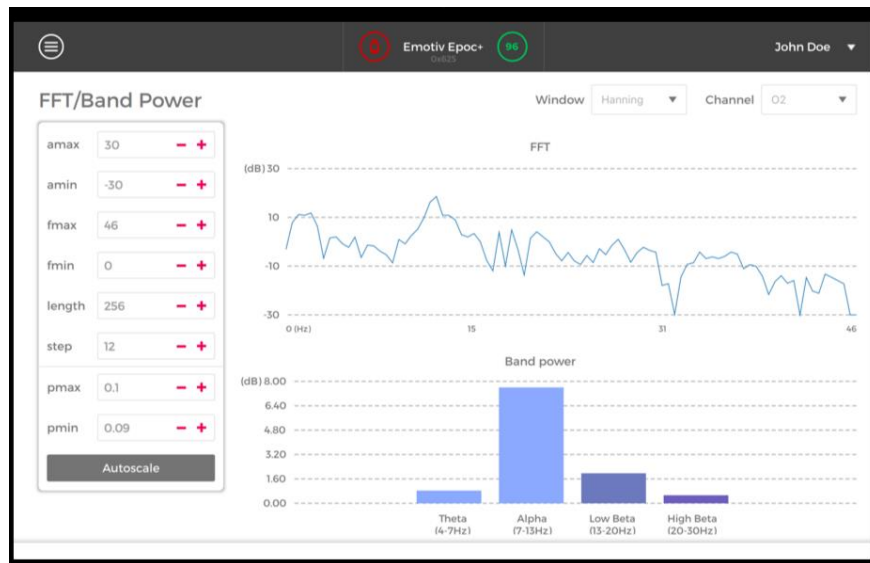 Emotiv Epoc+ 96
0x625
John Doe
FFT/Band Power
Window Hanning
Channel O2
amax 30
amin -30
fmax 46
fmin 0
length 256
step 12
pmax 0.1
pmin 0.09
Autoscale
FFT
(dB) 30
10
-10
-30
0 (Hz) 15 31 46
Band power
(dB) 8.00
6.40
4.80
3.20
1.60
0.00
Theta Alpha Low Beta High Beta
(4-7Hz) (7-13Hz) (13-20Hz) (20-30Hz)